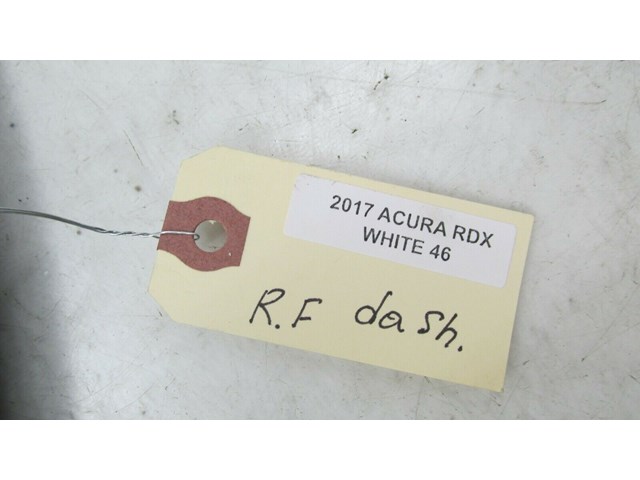 2017 ACURA RDX
WHITE 46
R.F dash.